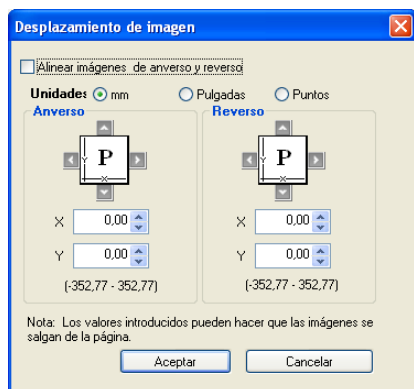 Desplazamiento de imagen
Alinear imágenes de anverso y reverso
Unidades mm Pulgadas Puntos
Anverso Reverso
P P
X 0,00 X 0,00
Y 0,00 Y 0,00
(-352,77 - 352,77) (-352,77 - 352,77)
Nota: Los valores introducidos pueden hacer que las imágenes se
salgan de la página.
Aceptar Cancelar